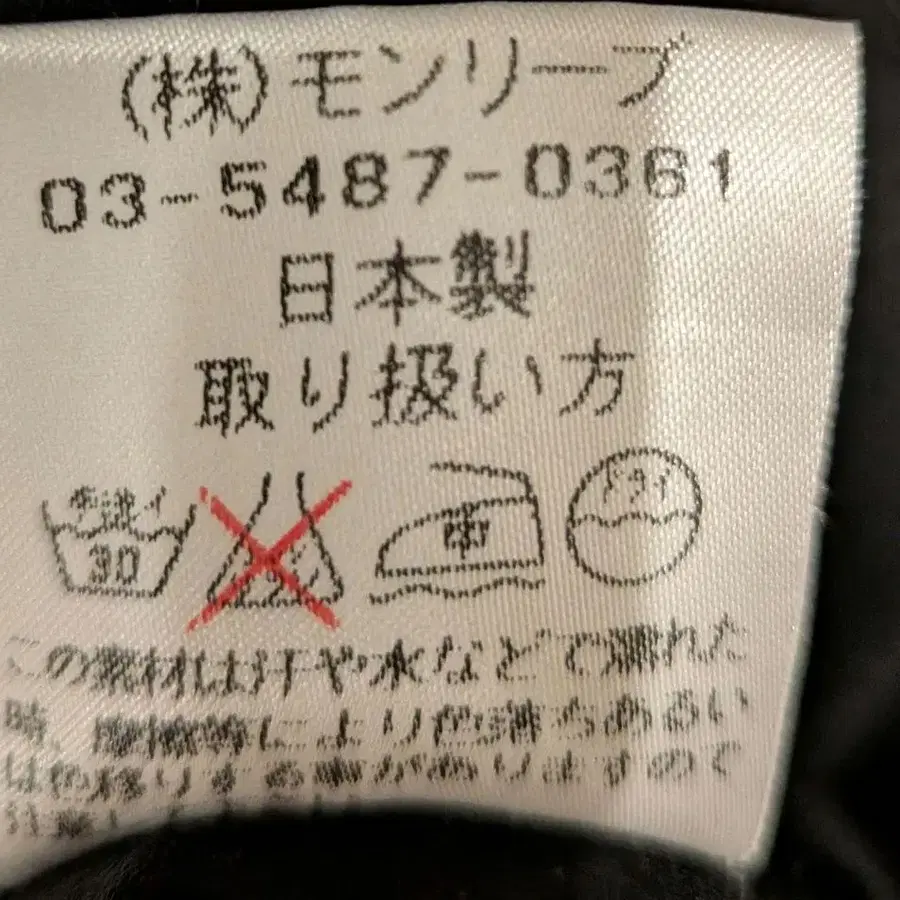 (株)モンリーブ
03-5487-0361
日本製
取り扱い方
手洗イ 30 中 ドライ
この素材は汗や水などで濡れた
時、摩擦等により色落ちあるい
は色移りする事がありますので